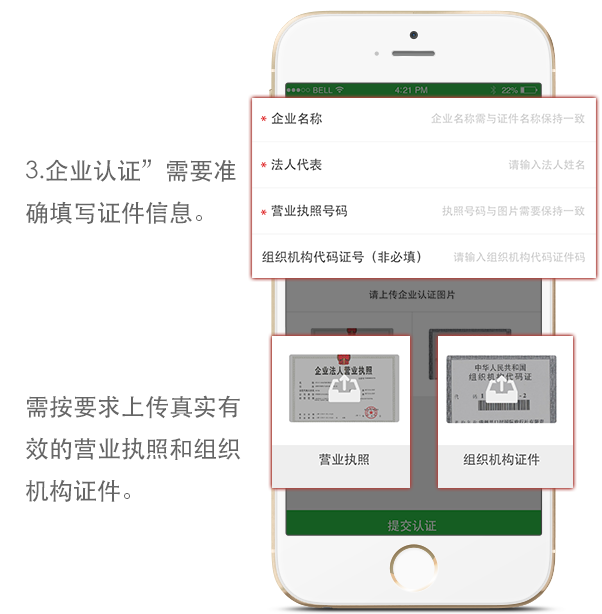 BELL
4:21 PM
22%
*企业名称
企业名称需与证件名称保持一致
*法人代表
请输入法人姓名
*营业执照号码
执照号码与图片需要保持一致
组织机构代码证号（非必填）
请输入组织机构代码证件码
3.企业认证”需要准
确填写证件信息。
请上传企业认证图片
企业法人营业执照
中华人民共和国
组织机构代码证
营业执照
组织机构证件
需按要求上传真实有
效的营业执照和组织
机构证件。
提交认证